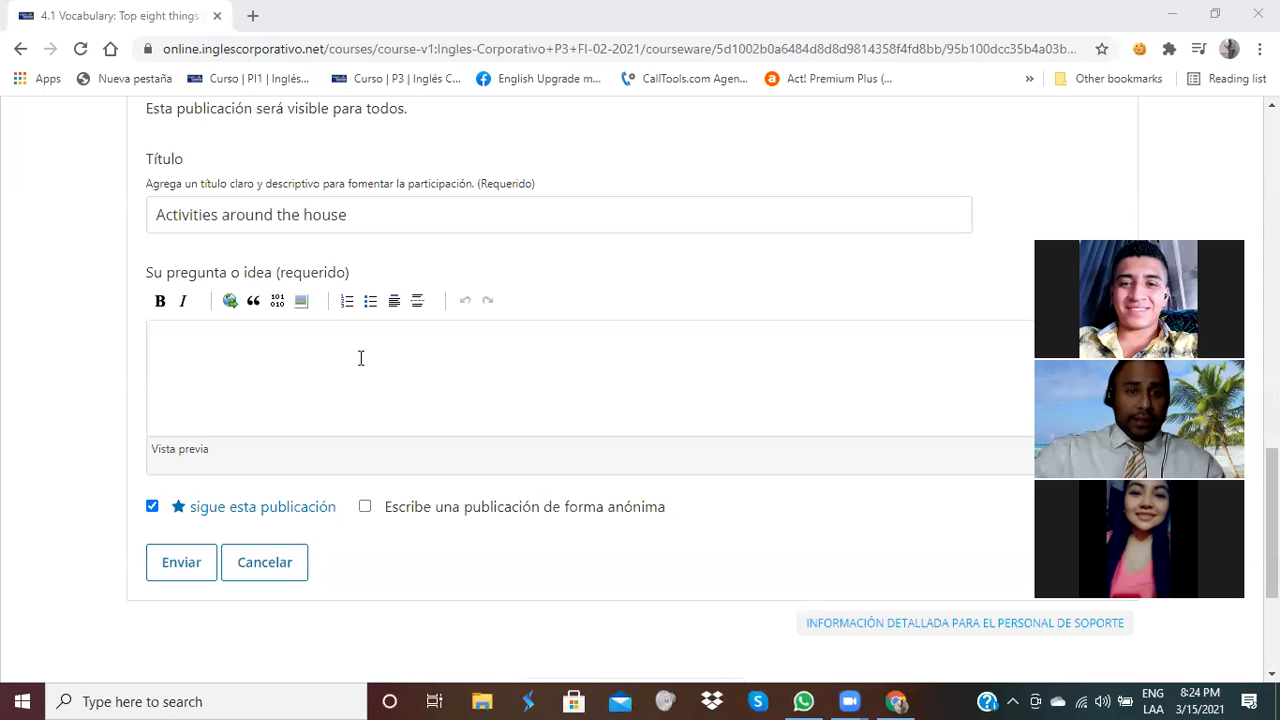 4.1 Vocabulary: Top eight things
online.inglescorporativo.net/courses/course-v1:Ingles-Corporativo+P3+FI-02-2021/courseware/5d1002b0a6484d8d8d9814358f4fd8bb/95b100dcc35b4a03b...
Apps
Nueva pestaña
Curso | PI1 | Inglés...
Curso | P3 | Inglés C...
English Upgrade m...
CallTools.com Agen...
Act! Premium Plus (...
»
Other bookmarks
Reading list
Esta publicación será visible para todos.
Título
Agrega un título claro y descriptivo para fomentar la participación. (Requerido)
Activities around the house
Su pregunta o idea (requerido)
B I
101
010
Vista previa
sigue esta publicación
Escribe una publicación de forma anónima
Enviar
Cancelar
INFORMACIÓN DETALLADA PARA EL PERSONAL DE SOPORTE
Type here to search
ENG
LAA
8:24 PM
3/15/2021